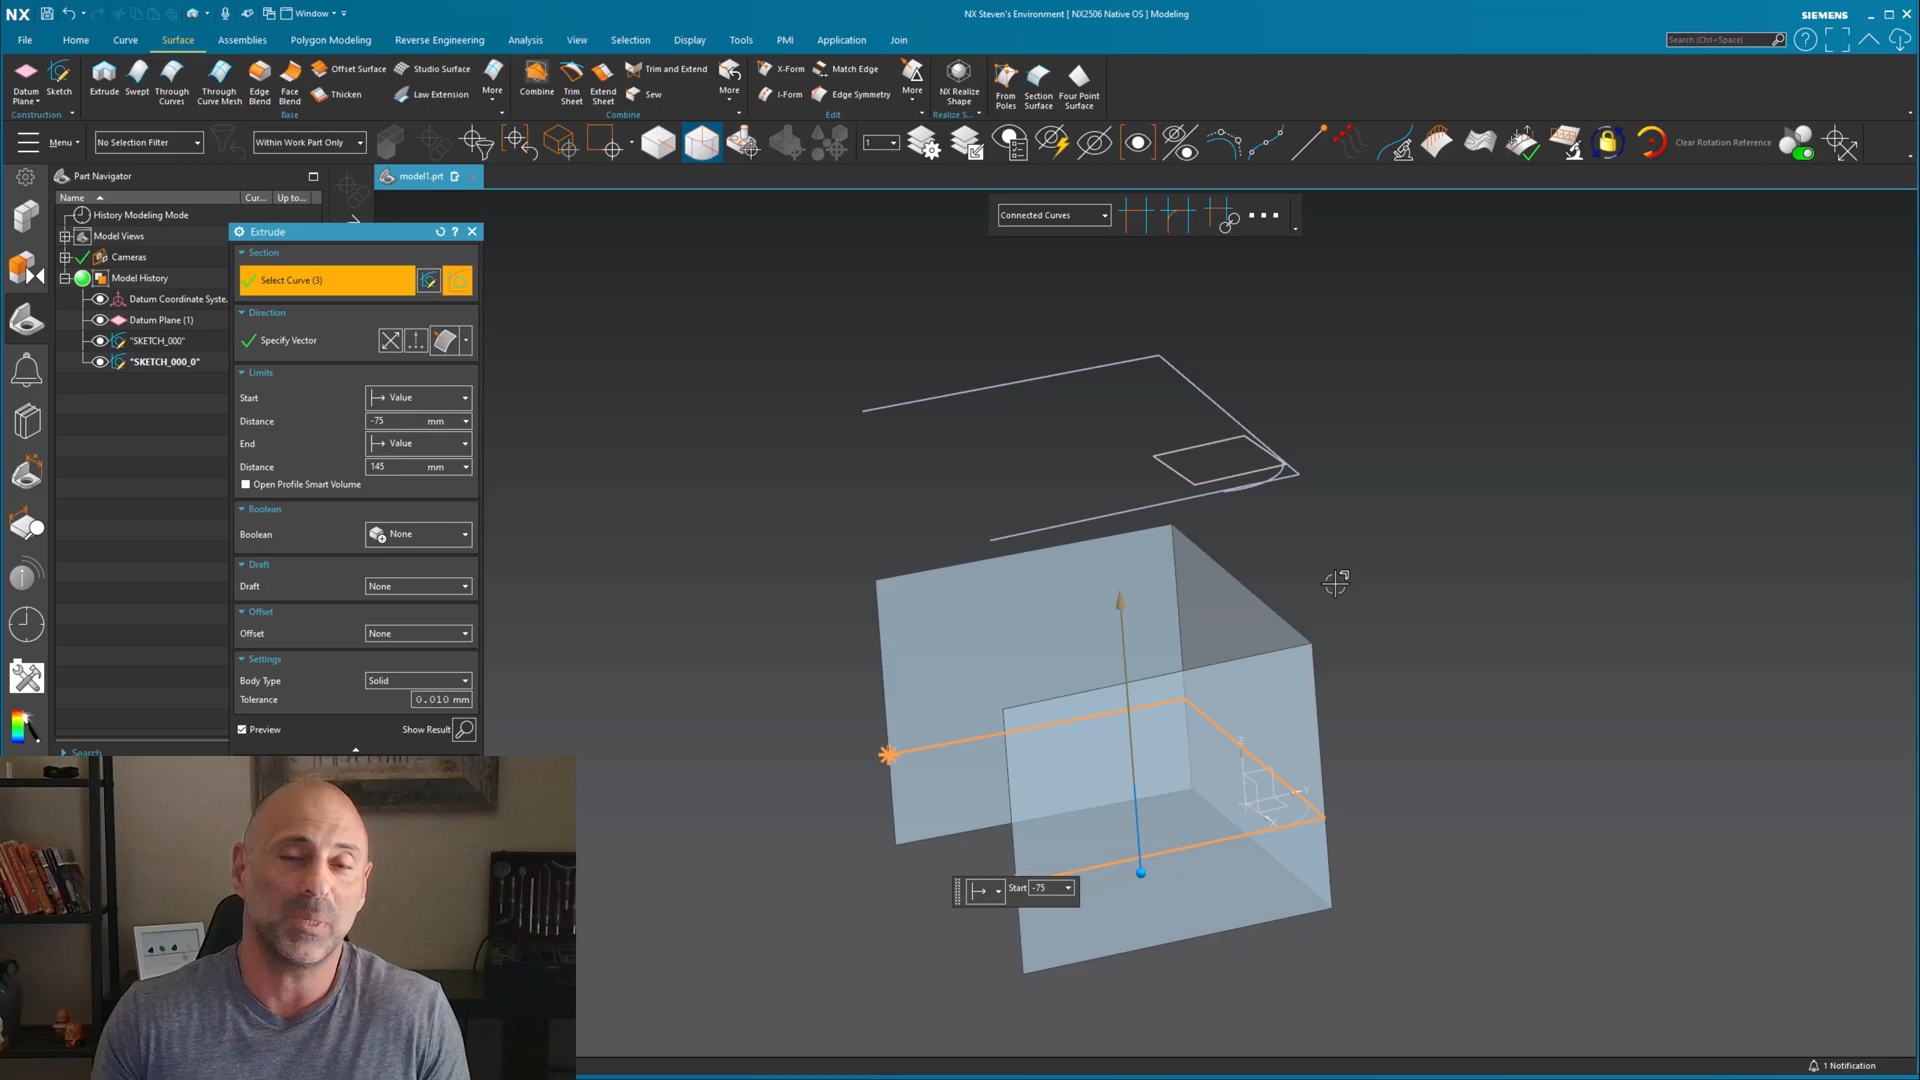 NX
Window
NX Steven's Environment [ NX2506 Native OS ] Modeling
SIEMENS
File Home Curve Surface Assemblies Polygon Modeling Reverse Engineering Analysis View Selection Display Tools PMI Application Join
Search (Ctrl+Space)
Datum Plane
Sketch
Extrude
Swept
Through Curves
Through Curve Mesh
Edge Blend
Face Blend
Offset Surface
Thicken
Studio Surface
Law Extension
More
Combine
Trim Sheet
Extend Sheet
Trim and Extend
Sew
More
X-Form
I-Form
Match Edge
Edge Symmetry
More
NX Realize Shape
From Poles
Section Surface
Four Point Surface
Construction
Base
Combine
Edit
Realize S...
Menu
No Selection Filter
Within Work Part Only
1
Clear Rotation Reference
Part Navigator
model1.prt
Name Cur... Up to...
History Modeling Mode
Model Views
Cameras
Model History
Datum Coordinate Syste.
Datum Plane (1)
"SKETCH_000"
"SKETCH_000_0"
Search
Connected Curves
Extrude
Section
Select Curve (3)
Direction
Specify Vector
Limits
Start Value
Distance -75 mm
End Value
Distance 145 mm
Open Profile Smart Volume
Boolean
Boolean None
Draft
Draft None
Offset
Offset None
Settings
Body Type Solid
Tolerance 0.010 mm
Preview Show Result
Z
Y
X
Start -75
1 Notification